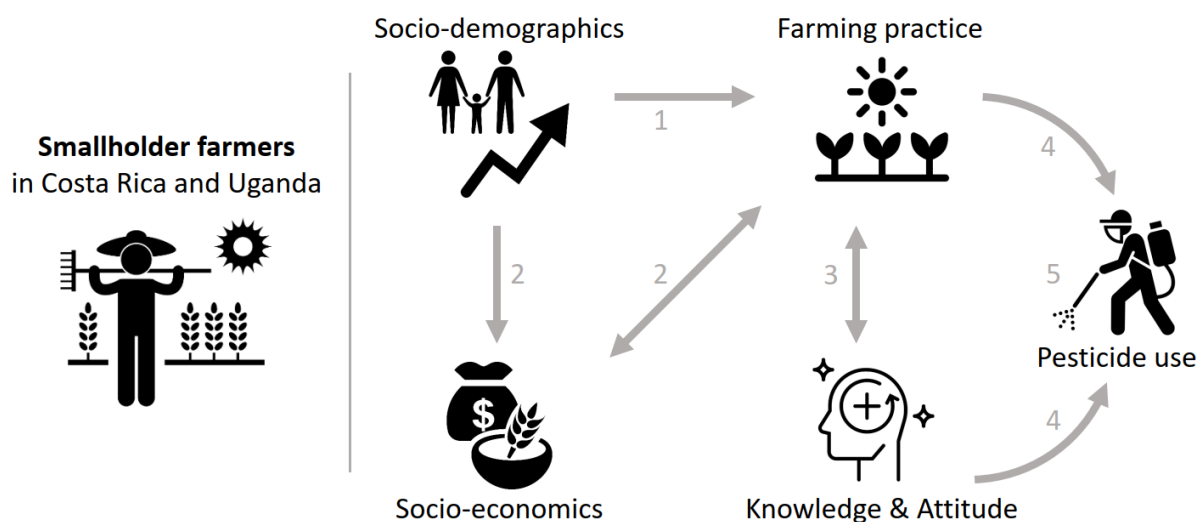 Socio-demographics
Farming practice
1
4
Smallholder farmers
in Costa Rica and Uganda
2
2
3
5
Pesticide use
$
4
Socio-economics
Knowledge & Attitude